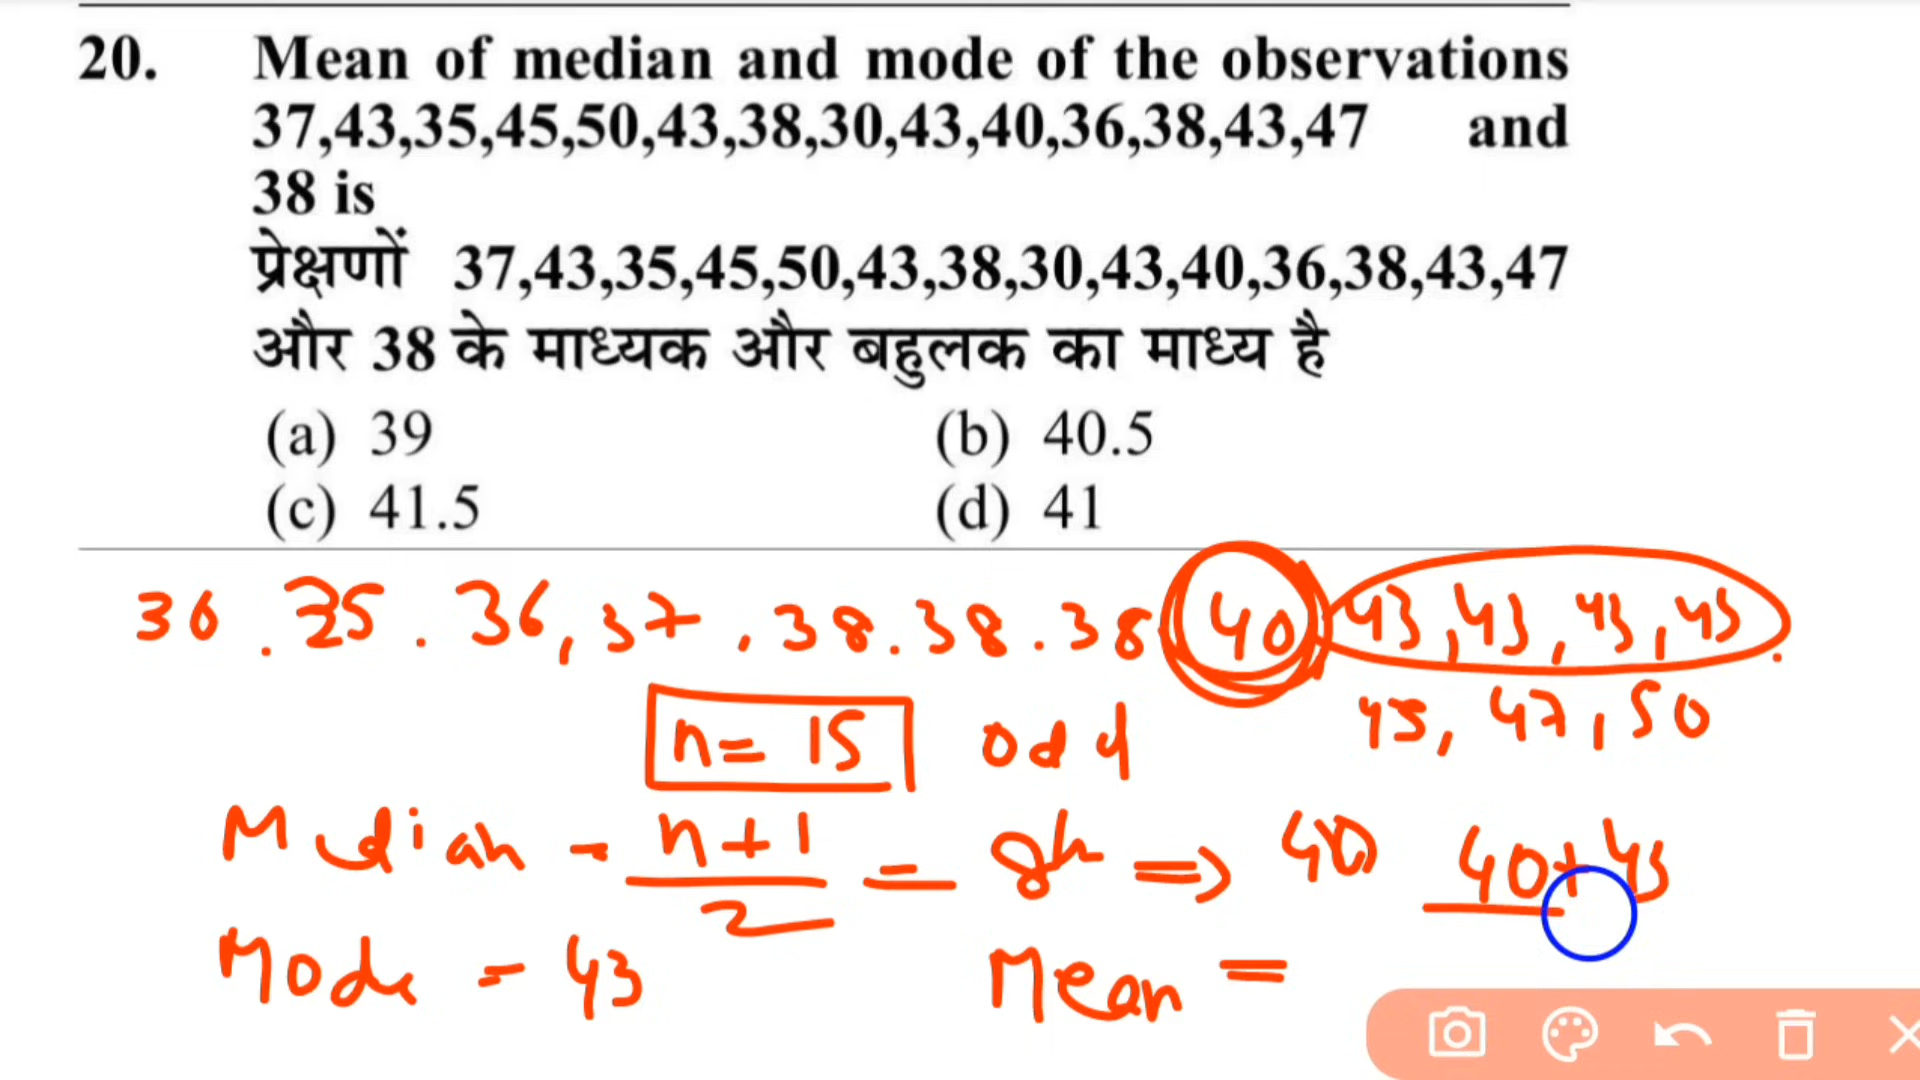 20. Mean of median and mode of the observations
37,43,35,45,50,43,38,30,43,40,36,38,43,47 and
38 is
प्रेक्षणों 37,43,35,45,50,43,38,30,43,40,36,38,43,47
और 38 के माध्यक और बहुलक का माध्य है
(a) 39 (b) 40.5
(c) 41.5 (d) 41
30 . 35 . 36, 37 . 38 . 38 . 38 40 43, 43, 43, 43 .
45, 47, 50
n = 15 odd
Median - n+1 / 2 = 8th ⇒ 40 40+43
Mode = 43 Mean =